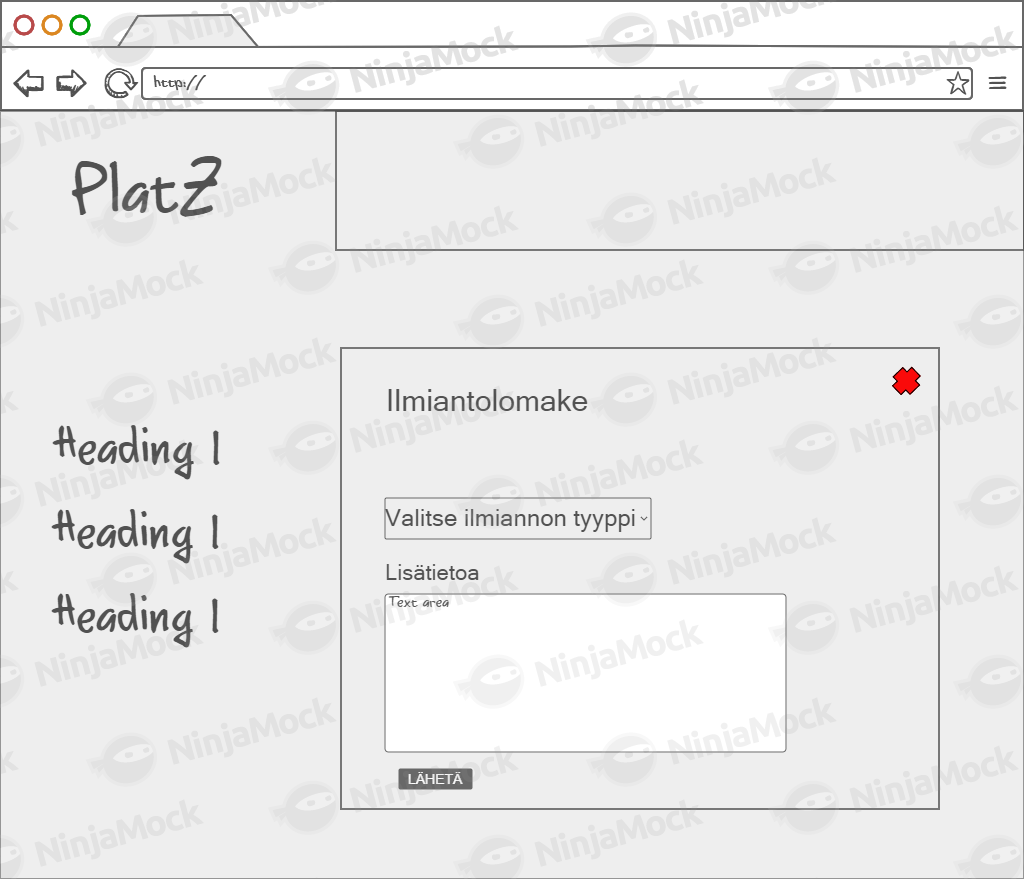 http://
PlatZ
Heading 1
Heading 1
Heading 1
Ilmiantolomake
Valitse ilmiannon tyyppi
Lisätietoa
Text area
LÄHETÄ
NinjaMock